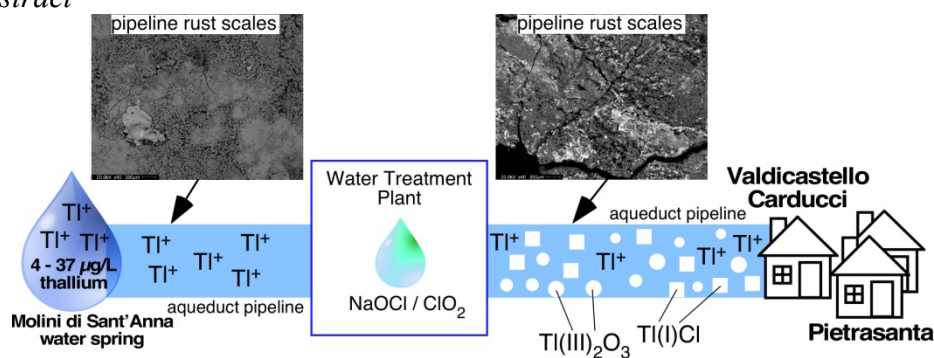 stract
pipeline rust scales
pipeline rust scales
Water Treatment
Plant
NaOCl / ClO₂
Valdicastello
Carducci
aqueduct pipeline
aqueduct pipeline
Tl⁺
Tl⁺ Tl⁺
4 - 37 µg/L
thallium
Molini di Sant'Anna
water spring
Tl⁺ Tl⁺
Tl⁺
Tl⁺ Tl⁺
Tl⁺ Tl⁺
Tl⁺ Tl⁺
Tl(III)₂O₃
Tl(I)Cl
Pietrasanta